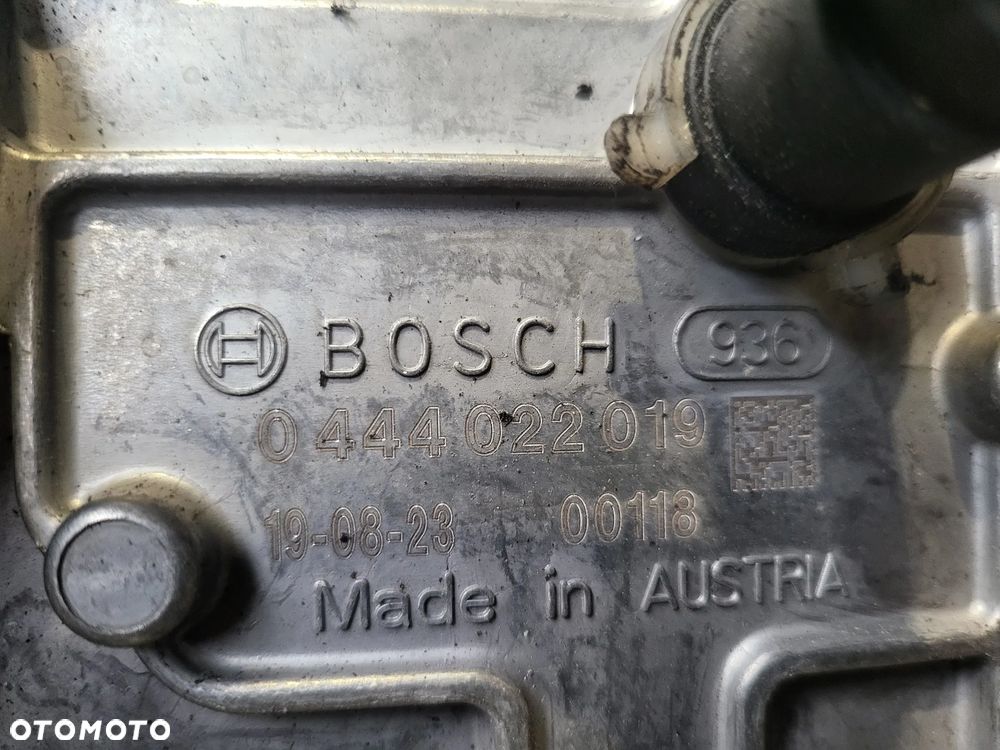 BOSCH 936
0 444 022 019
19-08-23 00118
Made in AUSTRIA
OTOMOTO